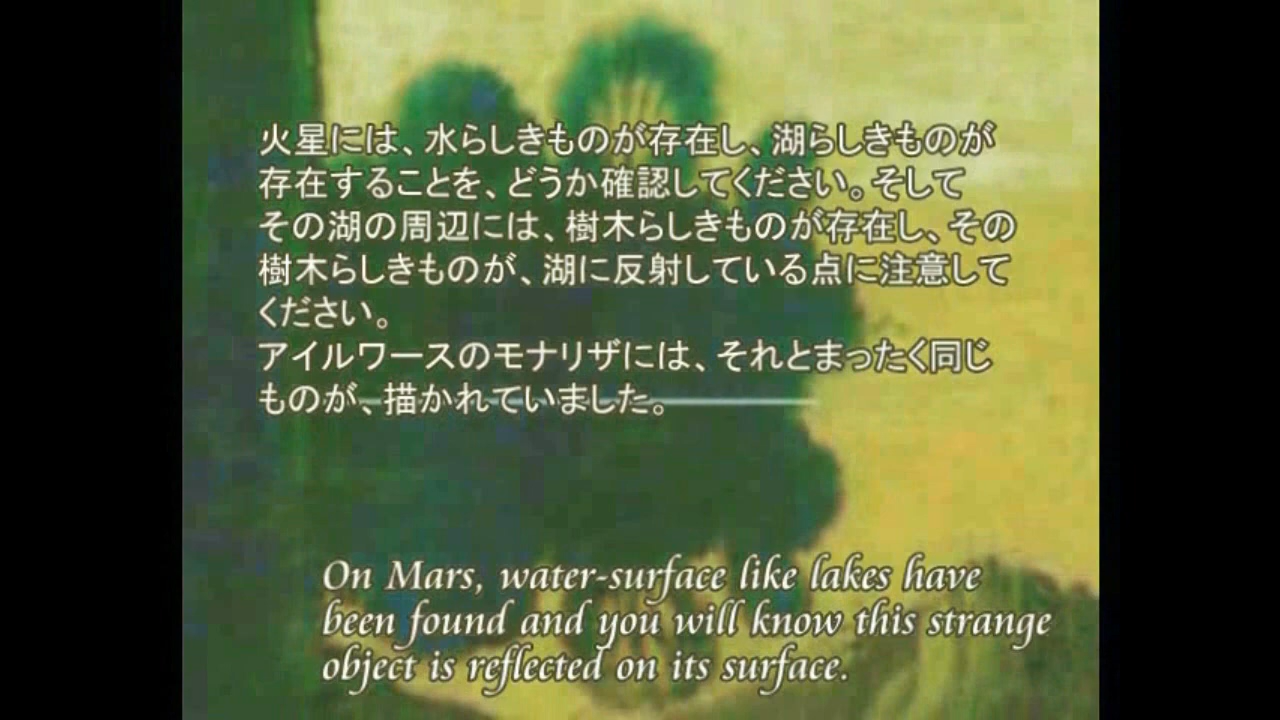 火星には、水らしきものが存在し、湖らしきものが
存在することを、どうか確認してください。そして
その湖の周辺には、樹木らしきものが存在し、その
樹木らしきものが、湖に反射している点に注意して
ください。
アイルワースのモナリザには、それとまったく同じ
ものが、描かれていました。
On Mars, water-surface like lakes have
been found and you will know this strange
object is reflected on its surface.